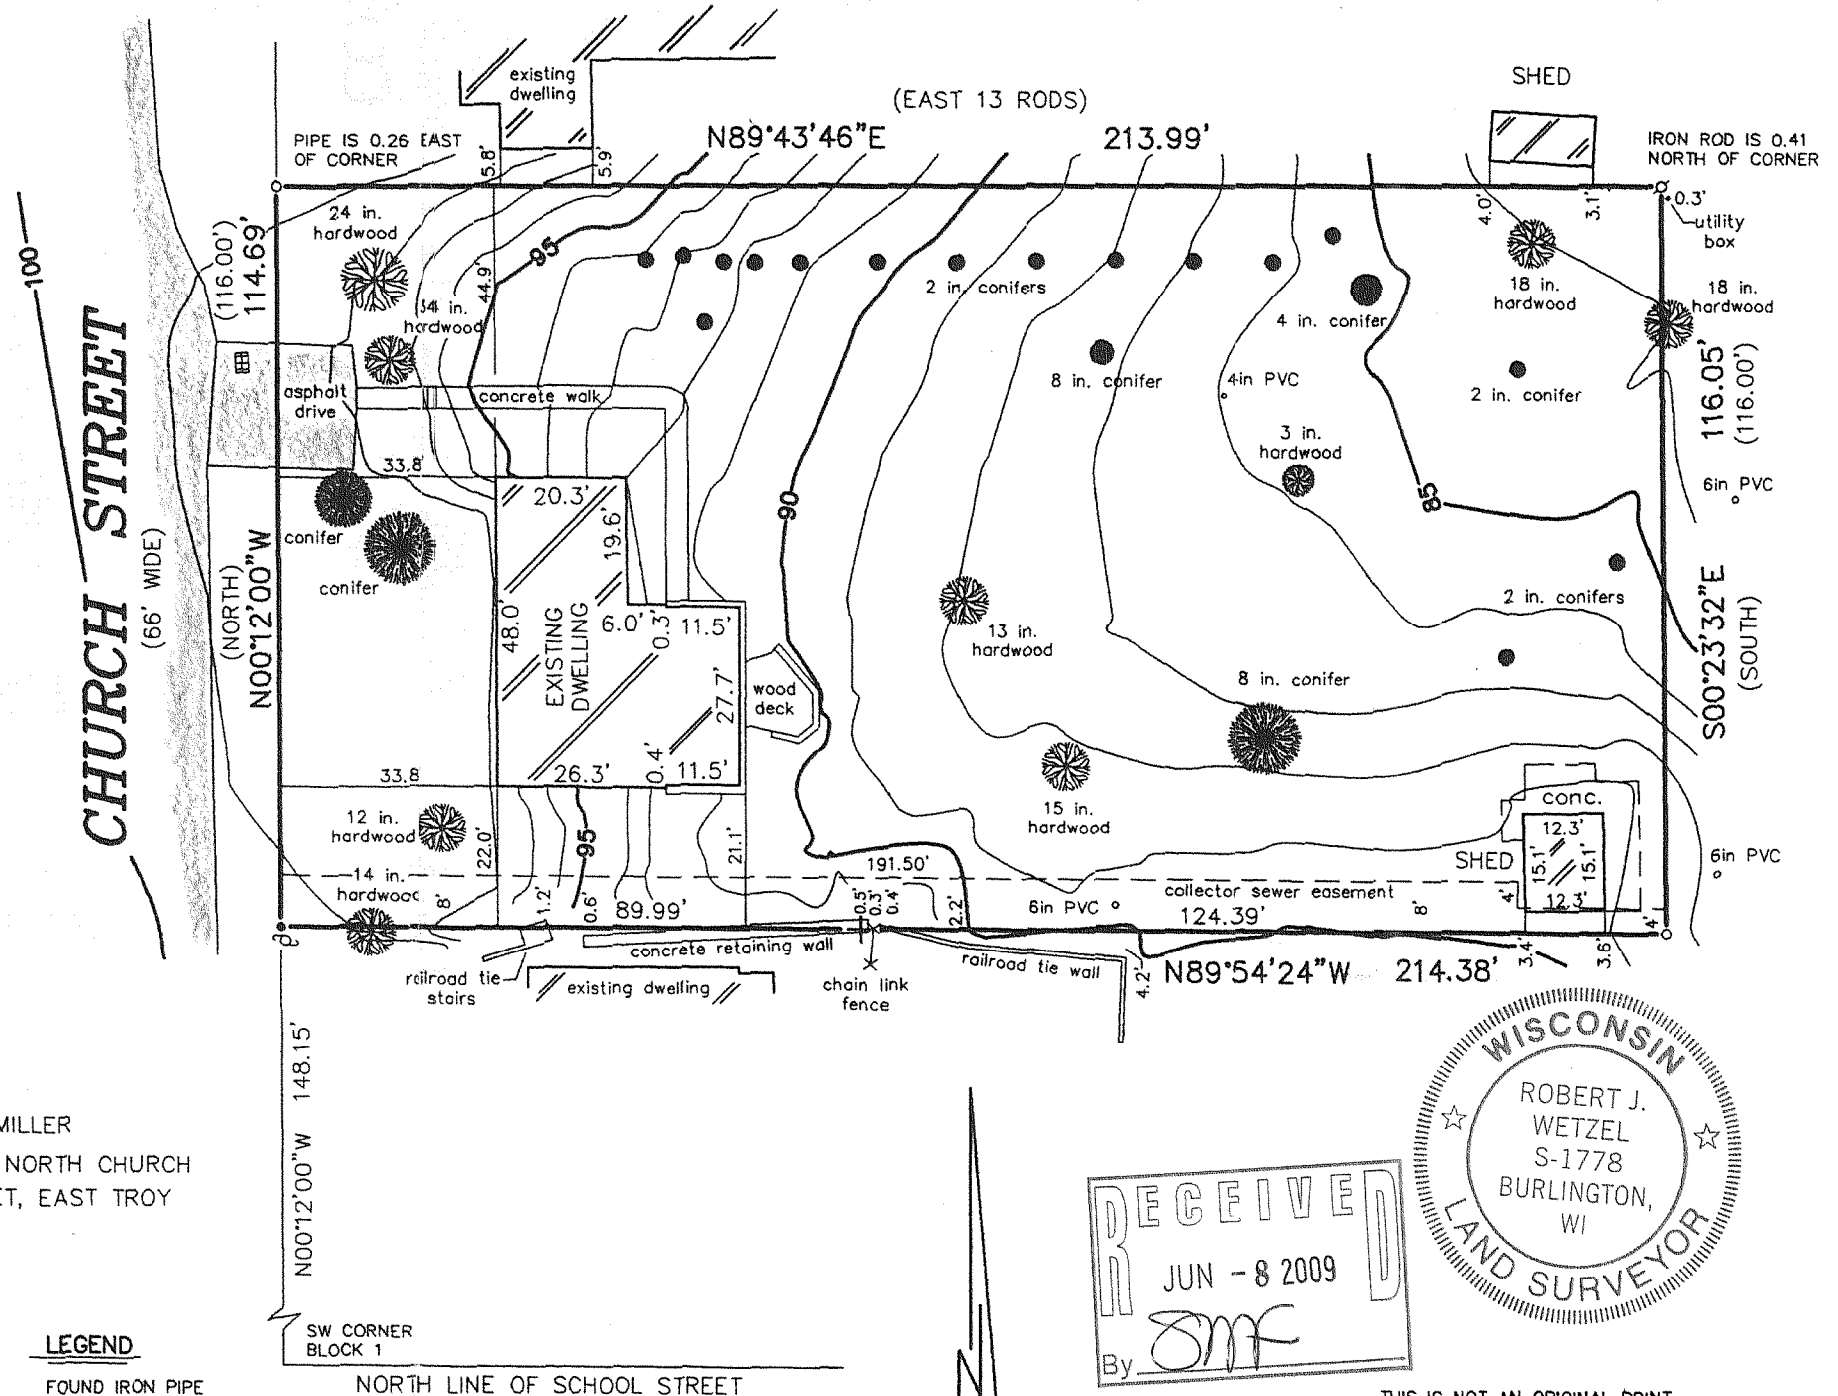 SHED
existing
dwelling
(EAST 13 RODS)
N89°43'46"E 213.99'
PIPE IS 0.26 EAST
OF CORNER
IRON ROD IS 0.41
NORTH OF CORNER
5.8'
5.9'
4.0'
3.1'
0.3'
utility
box
100
CHURCH STREET
(66' WIDE)
(116.00')
114.69'
24 in.
hardwood
44.9'
95
34 in.
hardwood
2 in. conifers
4 in. conifer
18 in.
hardwood
18 in.
hardwood
asphalt
drive
concrete walk
8 in. conifer
4in PVC
2 in. conifer
116.05'
(116.00')
3 in.
hardwood
33.8'
20.3'
19.6'
90
85
6in PVC
conifer
conifer
(NORTH)
N00°12'00"W
48.0'
EXISTING
DWELLING
6.0'
0.3'
11.5'
27.7'
wood
deck
13 in.
hardwood
2 in. conifers
S00°23'32"E
(SOUTH)
8 in. conifer
33.8
26.3'
0.4'
11.5'
12 in.
hardwood
22.0'
95
21.1'
15 in.
hardwood
conc.
12.3'
SHED
15.1'
15.1'
12.3'
6in PVC
191.50'
14 in.
hardwood
8'
1.2'
0.6'
89.99'
0.5'
0.3'
0.4'
2.2'
6in PVC
collector sewer easement
124.39'
8'
4'
4'
concrete retaining wall
railroad tie
stairs
existing dwelling
chain link
fence
railroad tie wall
4.2'
N89°54'24"W 214.38'
3.4'
3.6'
N00°12'00"W 148.15'
MILLER
NORTH CHURCH
ET, EAST TROY
WISCONSIN
ROBERT J.
WETZEL
S-1778
BURLINGTON,
WI
LAND SURVEYOR
RECEIVED
JUN - 8 2009
By SMF
LEGEND
FOUND IRON PIPE
SW CORNER
BLOCK 1
NORTH LINE OF SCHOOL STREET
N
THIS IS NOT AN ORIGINAL PRINT